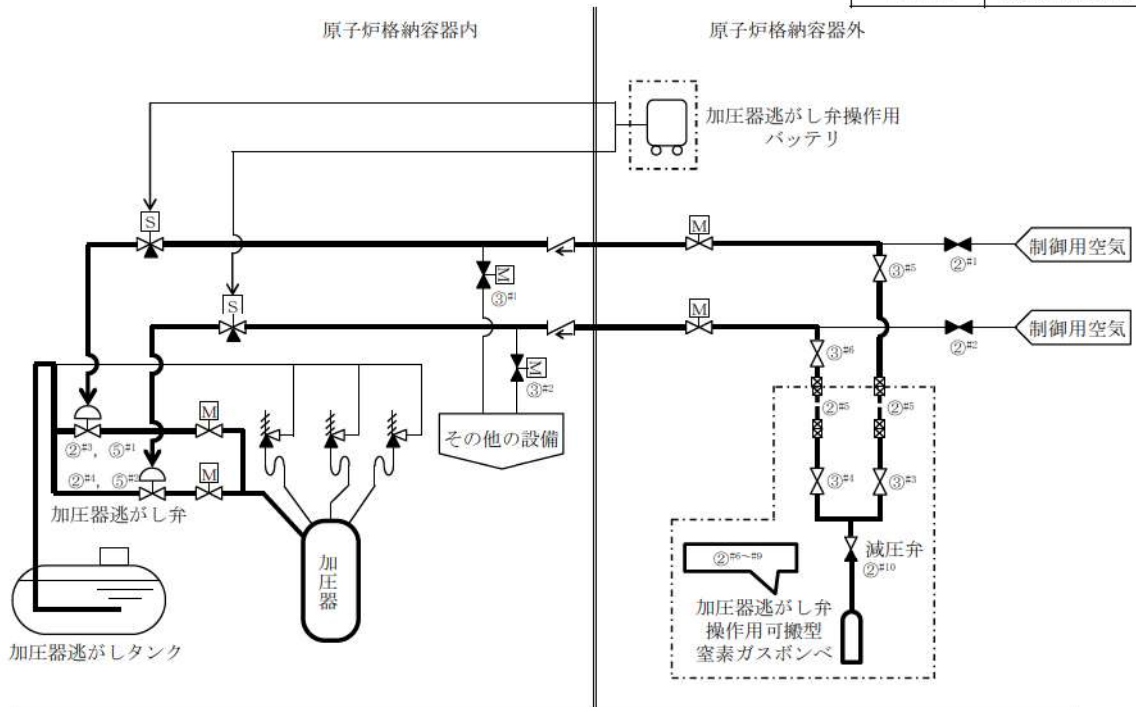 原子炉格納容器内
原子炉格納容器外
加圧器逃がし弁操作用
バッテリ
S
M
制御用空気
②#1
③#5
M
③#1
S
M
制御用空気
②#2
③#6
M
③#2
②#5
②#5
その他の設備
M
②#3, ⑤#1
②#4, ⑤#2
M
加圧器逃がし弁
③#4
③#3
減圧弁
②#10
②#6~#9
加圧器
加圧器逃がし弁
操作用可搬型
窒素ガスボンベ
加圧器逃がしタンク